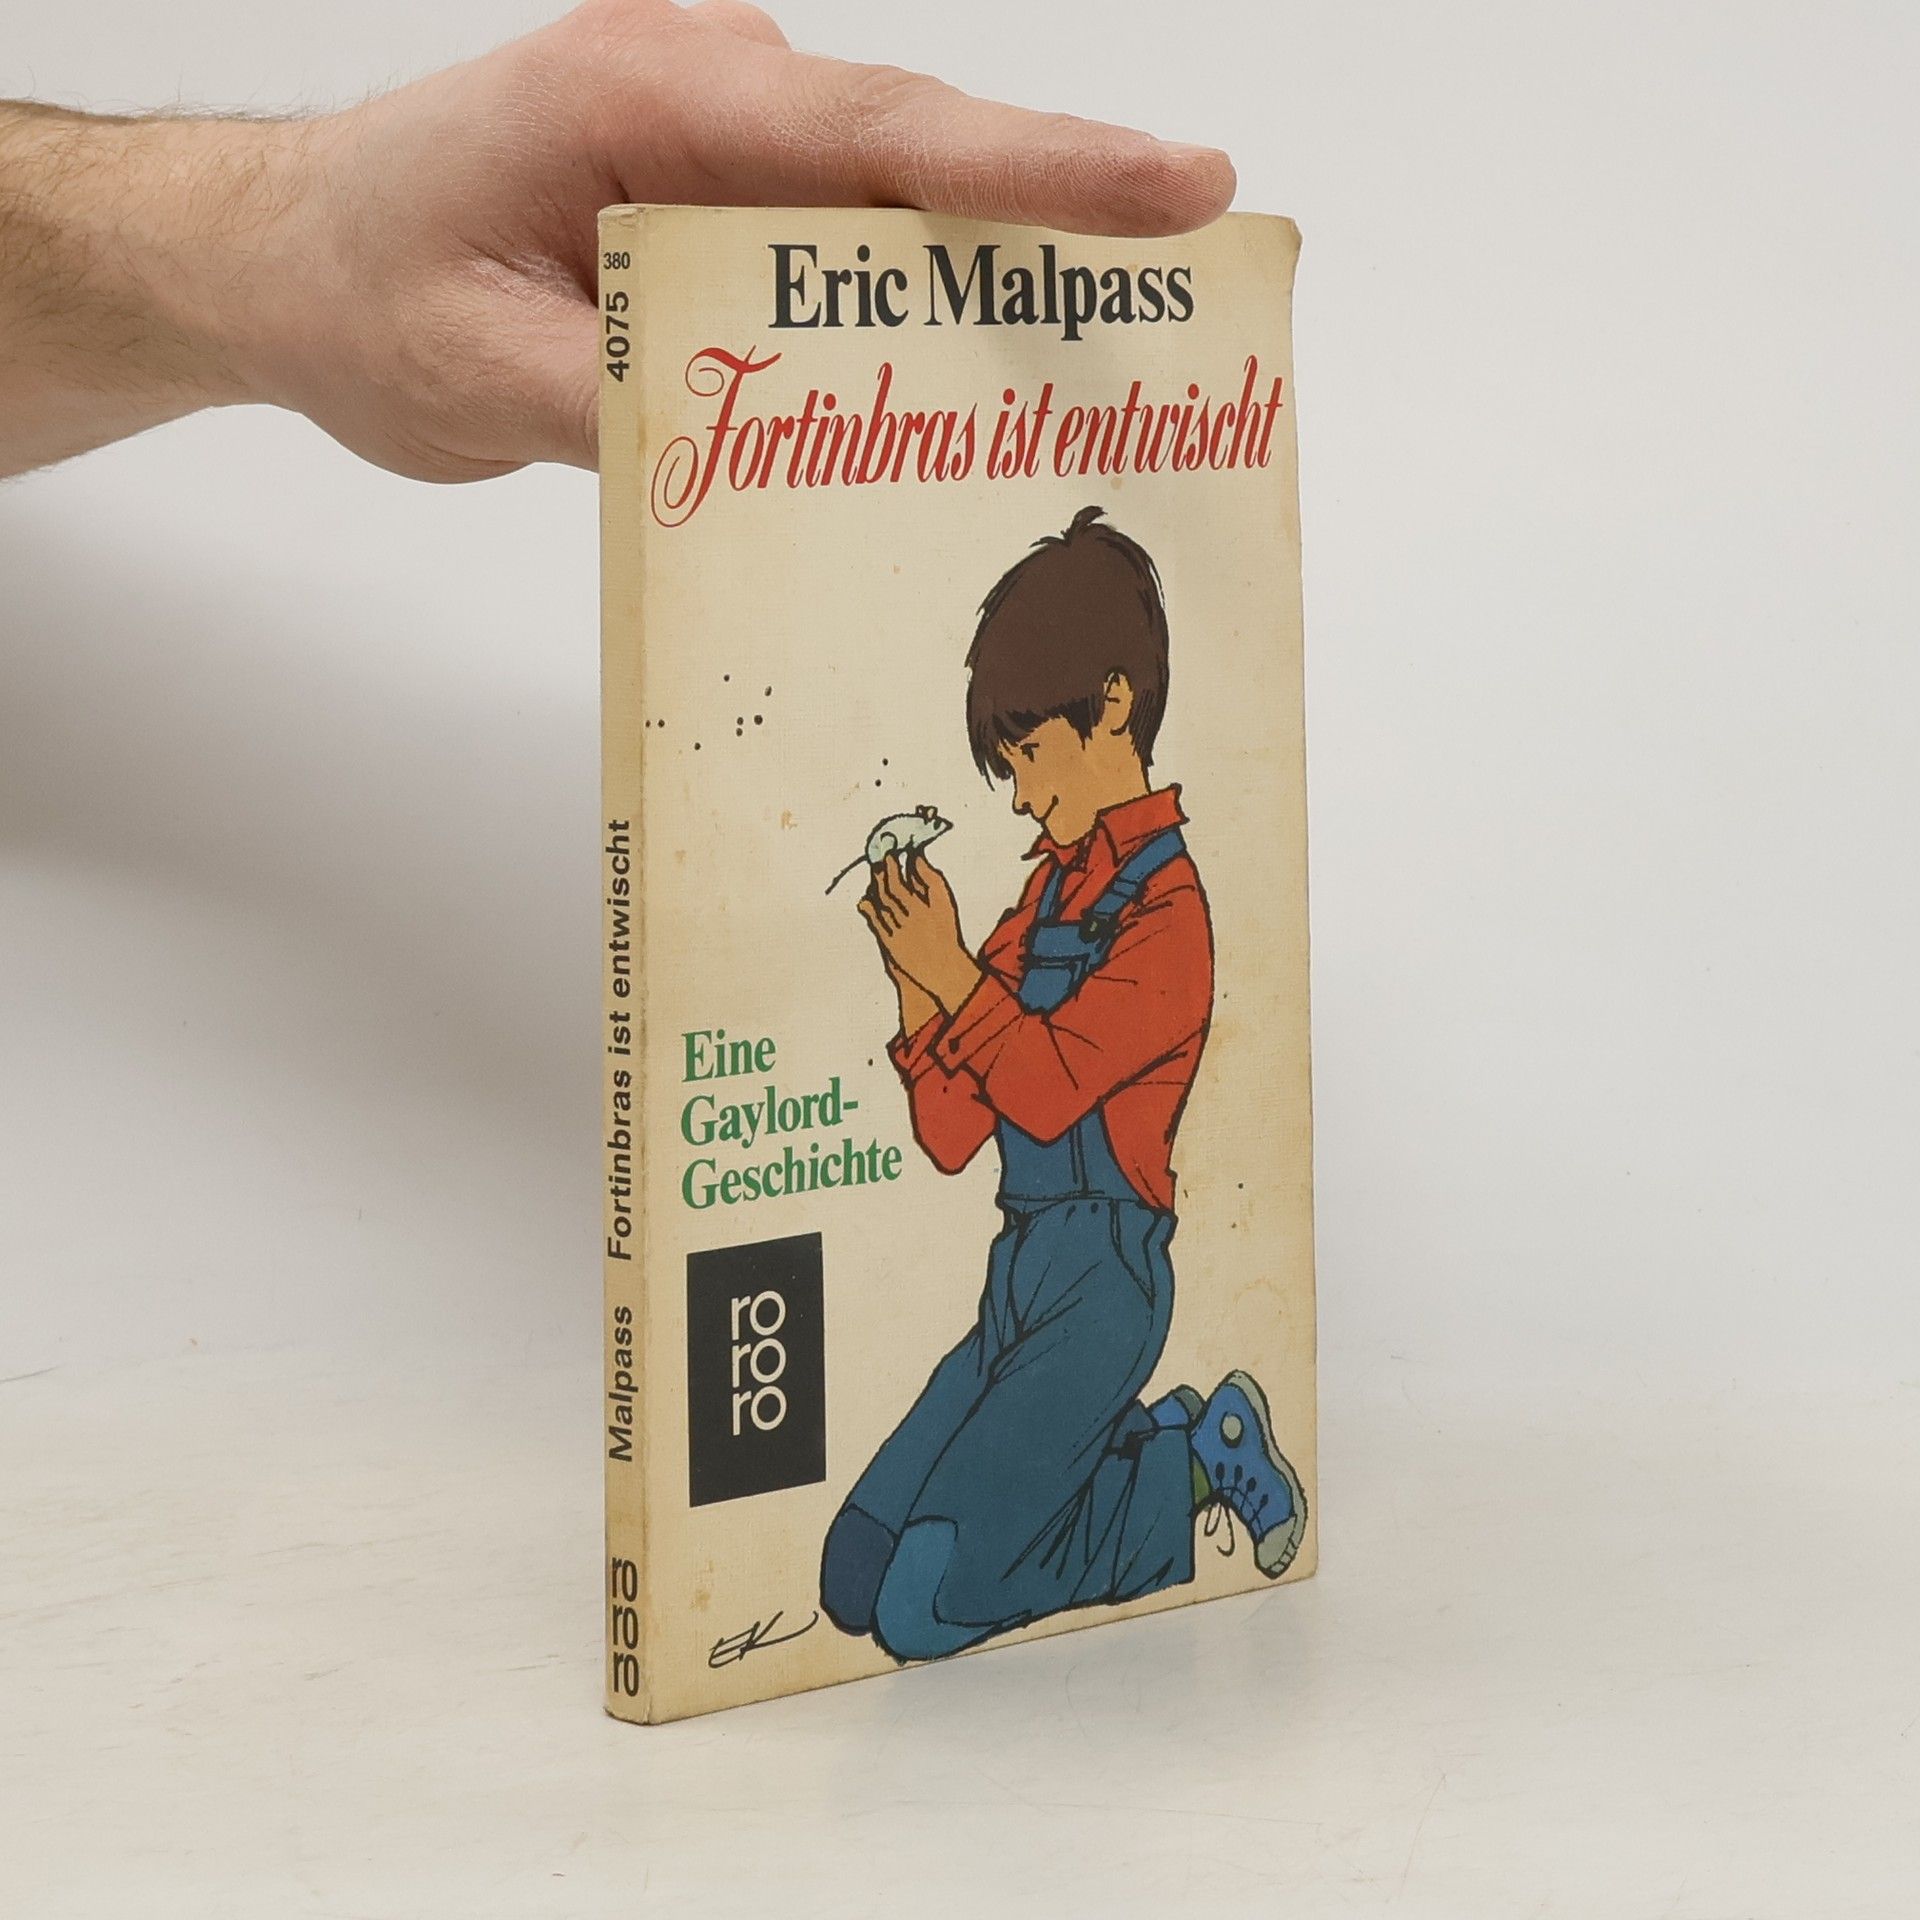 Eric Malpass
Fortinbras ist entwischt
Eine
Gaylord-
Geschichte
ro
ro
ro
EK
380
4075
Malpass Fortinbras ist entwischt
ro
ro
ro